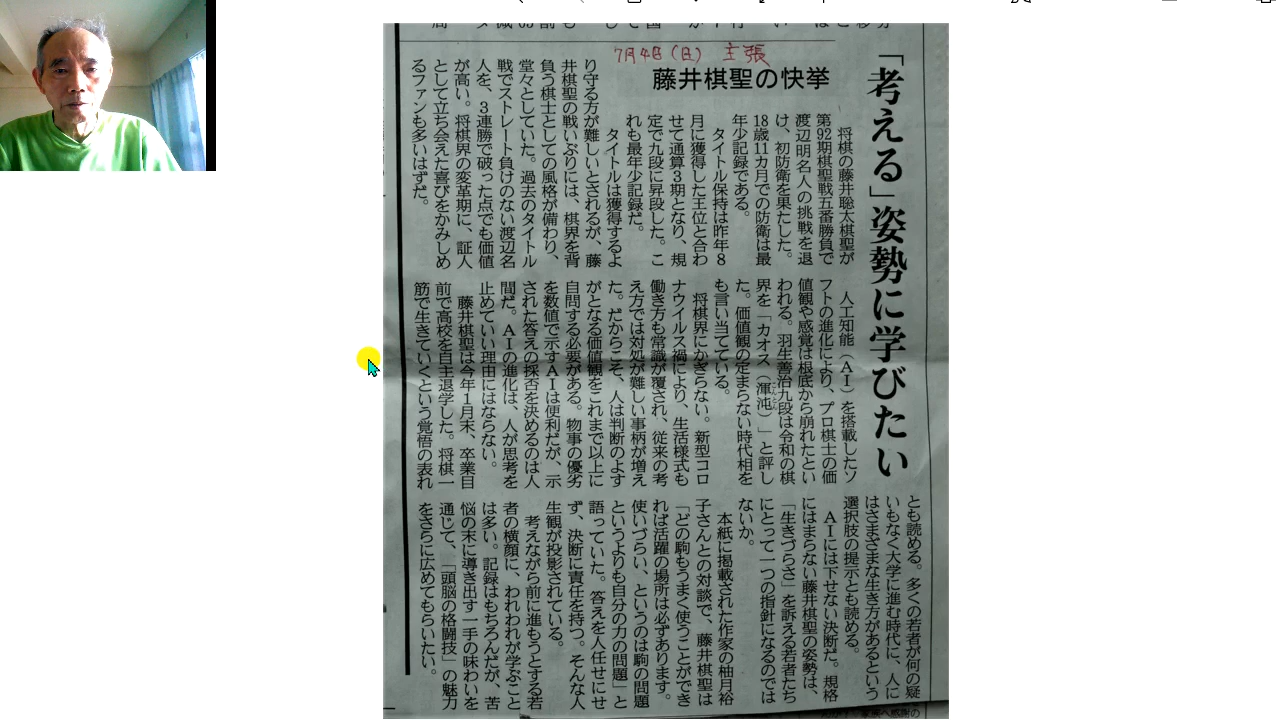 7月4日(日) 主張
藤井棋聖の快挙
「考える」姿勢に学びたい
将棋の藤井聡太棋聖が
第92期棋聖戦五番勝負で
渡辺明名人の挑戦を退
け、初防衛を果たした。
18歳11カ月での防衛は最
年少記録である。
タイトル保持は昨年8
月に獲得した王位と合わ
せて通算3期となり、規
定で九段に昇段した。こ
れも最年少記録だ。
タイトルは獲得するよ
り守る方が難しいとされるが、藤
井棋聖の戦いぶりには、棋界を背
負う棋士としての風格が備わり、
堂々としていた。過去のタイトル
戦でストレート負けのない渡辺名
人を、3連勝で破った点でも価値
が高い。将棋界の変革期に、証人
として立ち会えた喜びをかみしめ
るファンも多いはずだ。
人工知能(AI)を搭載したソ
フトの進化により、プロ棋士の価
値観や感覚は根底から崩れたとい
われる。羽生善治九段は令和の棋
界を「カオス(渾沌)」と評し
た。価値観の定まらない時代相を
も言い当てている。
将棋界にかぎらない。新型コロ
ナウイルス禍により、生活様式も
働き方も常識が覆され、従来の考
え方では対処が難しい事柄が増え
た。だからこそ、人は判断のよす
がとなる価値観をこれまで以上に
自問する必要がある。物事の優劣
を数値で示すAIは便利だが、示
された答えの採否を決めるのは人
間だ。AIの進化は、人が思考を
止めていい理由にはならない。
藤井棋聖は今年1月末、卒業目
前で高校を自主退学した。将棋一
筋で生きていくという覚悟の表れ
とも読める。多くの若者が何の疑
いもなく大学に進む時代に、人に
はさまざまな生き方があるという
選択肢の提示とも読める。
AIには下せない決断だ。規格
にはまらない藤井棋聖の姿勢は、
「生きづらさ」を訴える若者たち
にとって一つの指針になるのでは
ないか。
本紙に掲載された作家の柚月裕
子さんとの対談で、藤井棋聖は
「どの駒もうまく使うことができ
れば活躍の場所は必ずあります。
使いづらい、というのは駒の問題
というよりも自分の力の問題」と
語っていた。答えを人任せにせ
ず、決断に責任を持つ。そんな人
生観が投影されている。
考えながら前に進もうとする若
者の横顔に、われわれが学ぶこと
は多い。記録はもちろんだが、苦
悩の末に導き出す一手の味わいを
通じて、「頭脳の格闘技」の魅力
をさらに広めてもらいたい。